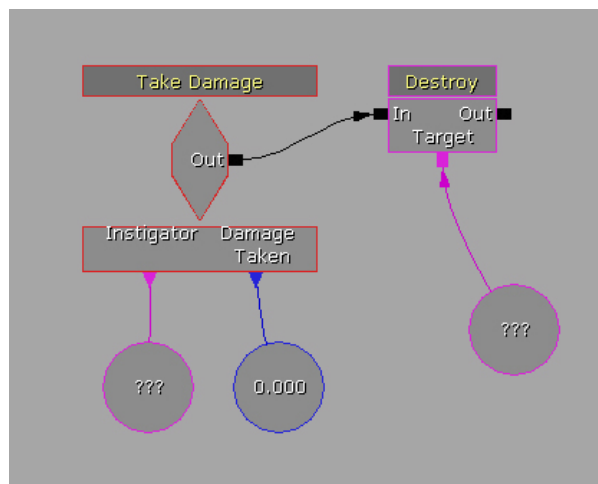 Take Damage
Destroy
Out
In
Out
Target
Instigator
Damage
Taken
???
???
0.000